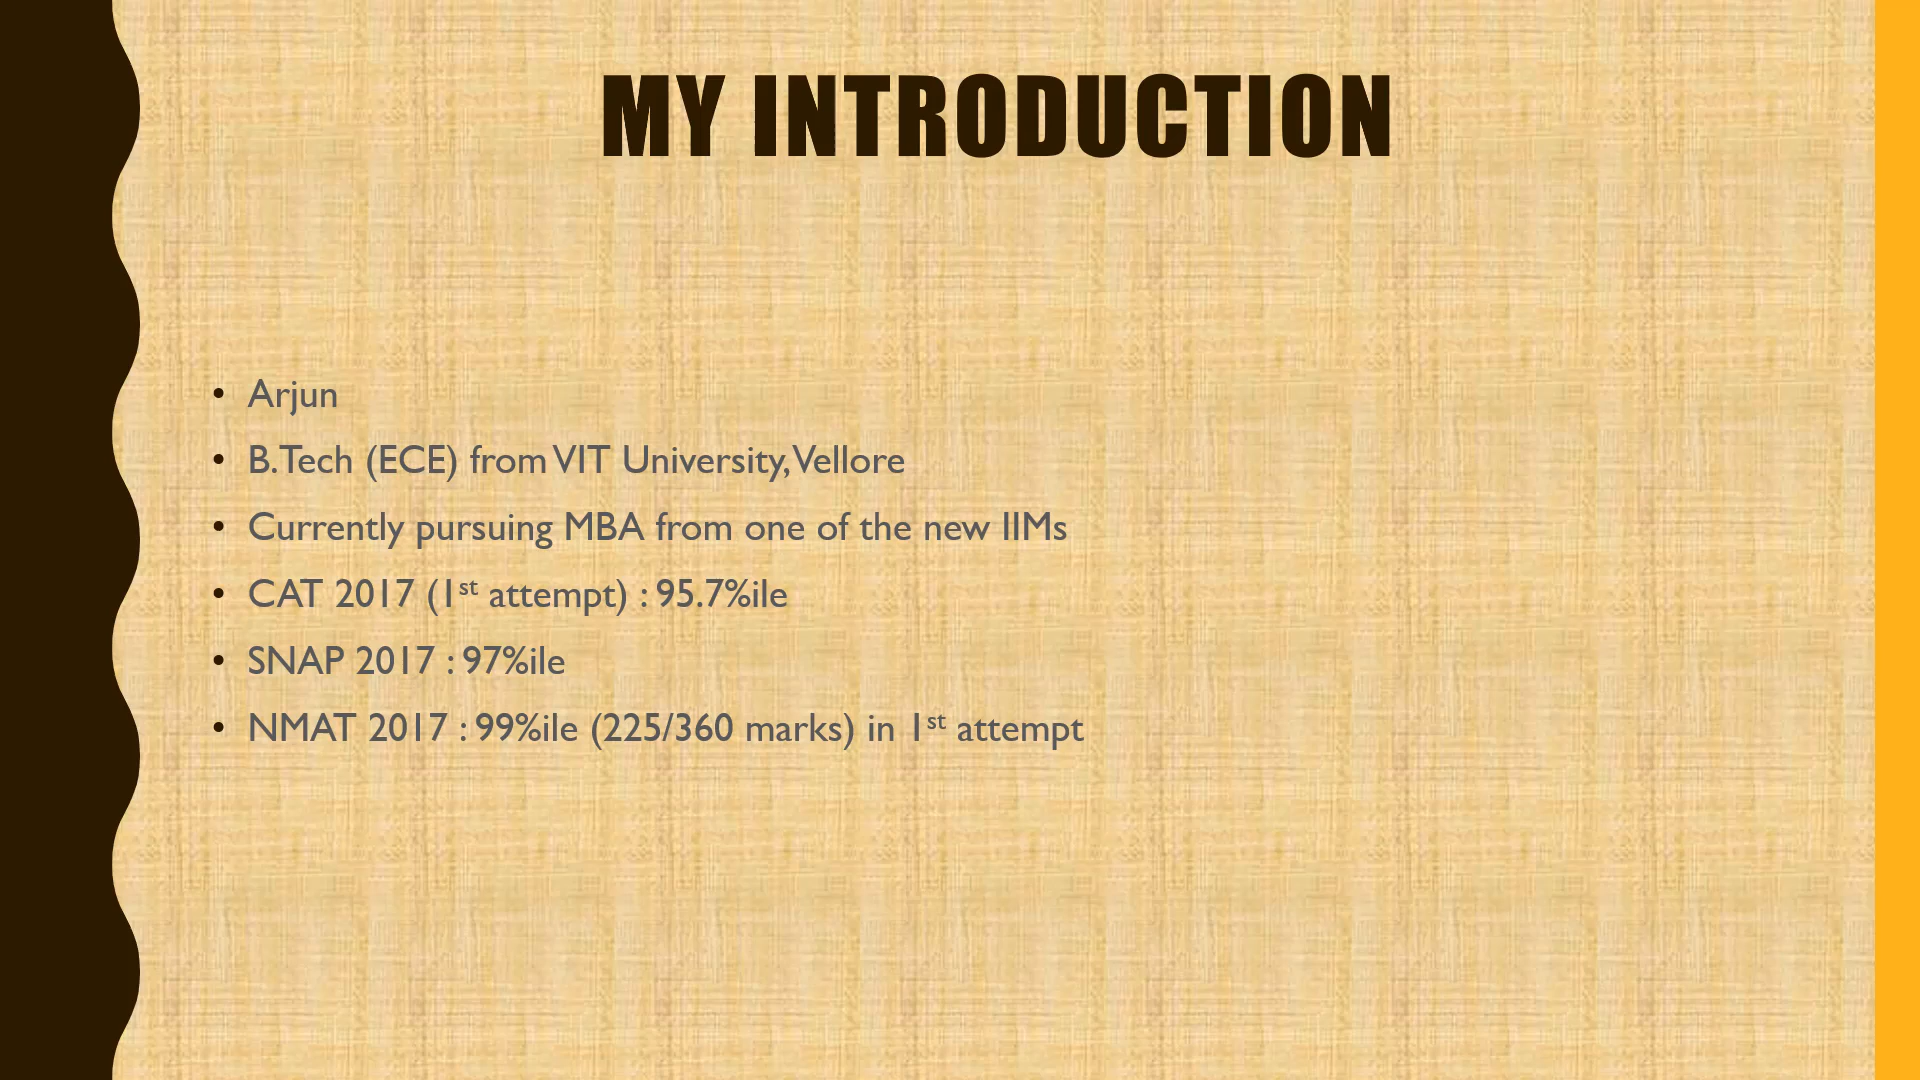 MY INTRODUCTION
• Arjun
• B.Tech (ECE) from VIT University, Vellore
• Currently pursuing MBA from one of the new IIMs
• CAT 2017 (1st attempt) : 95.7%ile
• SNAP 2017 : 97%ile
• NMAT 2017 : 99%ile (225/360 marks) in 1st attempt